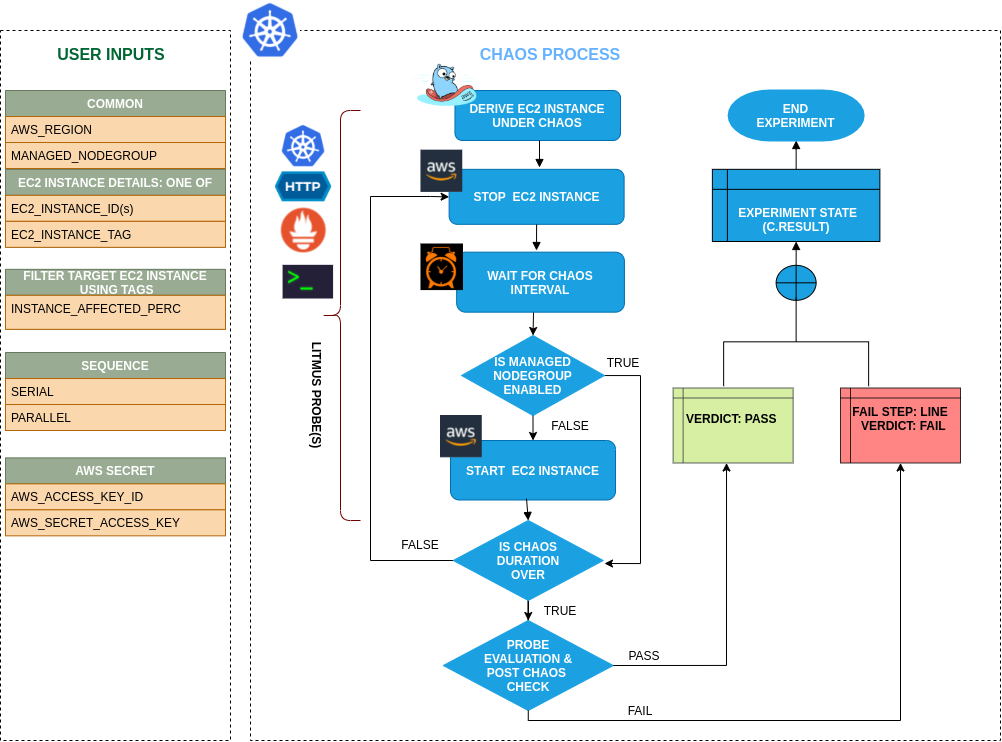 USER INPUTS
COMMON
AWS_REGION
MANAGED_NODEGROUP
EC2 INSTANCE DETAILS: ONE OF
EC2_INSTANCE_ID(s)
EC2_INSTANCE_TAG
FILTER TARGET EC2 INSTANCE
USING TAGS
INSTANCE_AFFECTED_PERC
SEQUENCE
SERIAL
PARALLEL
AWS SECRET
AWS_ACCESS_KEY_ID
AWS_SECRET_ACCESS_KEY
CHAOS PROCESS
HTTP
>_
LITMUS PROBE(S)
DERIVE EC2 INSTANCE
UNDER CHAOS
aws
STOP EC2 INSTANCE
WAIT FOR CHAOS
INTERVAL
IS MANAGED
NODEGROUP
ENABLED
TRUE
FALSE
aws
START EC2 INSTANCE
FALSE
IS CHAOS
DURATION
OVER
TRUE
PROBE
EVALUATION &
POST CHAOS
CHECK
PASS
FAIL
VERDICT: PASS
FAIL STEP: LINE
VERDICT: FAIL
EXPERIMENT STATE
(C.RESULT)
END
EXPERIMENT